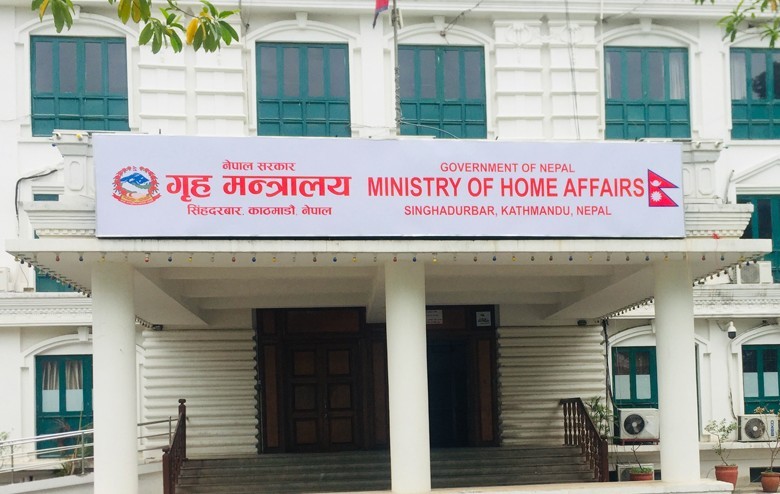 नेपाल सरकार
गृह मन्त्रालय
सिंहदरबार, काठमाडौं, नेपाल
GOVERNMENT OF NEPAL
MINISTRY OF HOME AFFAIRS
SINGHADURBAR, KATHMANDU, NEPAL